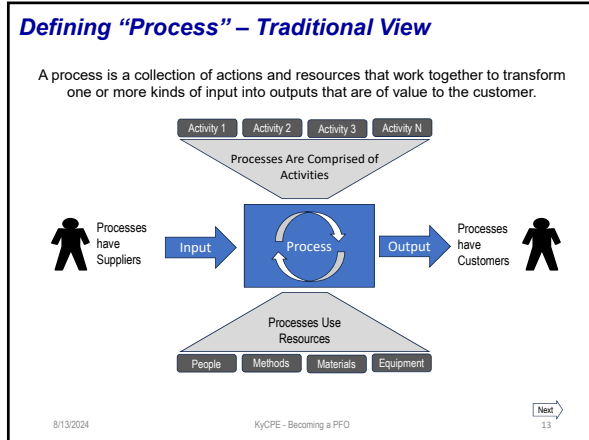 Defining “Process” – Traditional View
A process is a collection of actions and resources that work together to transform
one or more kinds of input into outputs that are of value to the customer.
Activity 1
Activity 2
Activity 3
Activity N
Processes Are Comprised of
Activities
Processes
have
Suppliers
Input
Process
Output
Processes
have
Customers
Processes Use
Resources
People
Methods
Materials
Equipment
Next
8/13/2024
KyCPE - Becoming a PFO
13